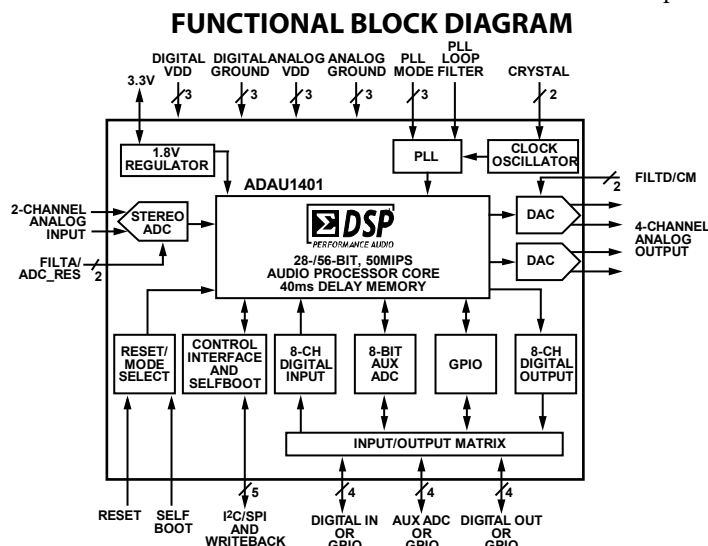 FUNCTIONAL BLOCK DIAGRAM
3.3V
DIGITAL
VDD
DIGITAL
GROUND
ANALOG
VDD
ANALOG
GROUND
PLL
MODE
PLL
LOOP
FILTER
CRYSTAL
3
3
3
3
3
2
1.8V
REGULATOR
PLL
CLOCK
OSCILLATOR
ADAU1401
FILTD/CM
2
2-CHANNEL
ANALOG
INPUT
STEREO
ADC
FILTA/
ADC_RES
2
ΣDSP
PERFORMANCE AUDIO
28-/56-BIT, 50MIPS
AUDIO PROCESSOR CORE
40ms DELAY MEMORY
DAC
DAC
4-CHANNEL
ANALOG
OUTPUT
RESET/
MODE
SELECT
CONTROL
INTERFACE
AND
SELFBOOT
8-CH
DIGITAL
INPUT
8-BIT
AUX
ADC
GPIO
8-CH
DIGITAL
OUTPUT
INPUT/OUTPUT MATRIX
5
4
4
4
RESET
SELF
BOOT
I²C/SPI
AND
WRITEBACK
DIGITAL IN
OR
GPIO
AUX ADC
OR
GPIO
DIGITAL OUT
OR
GPIO